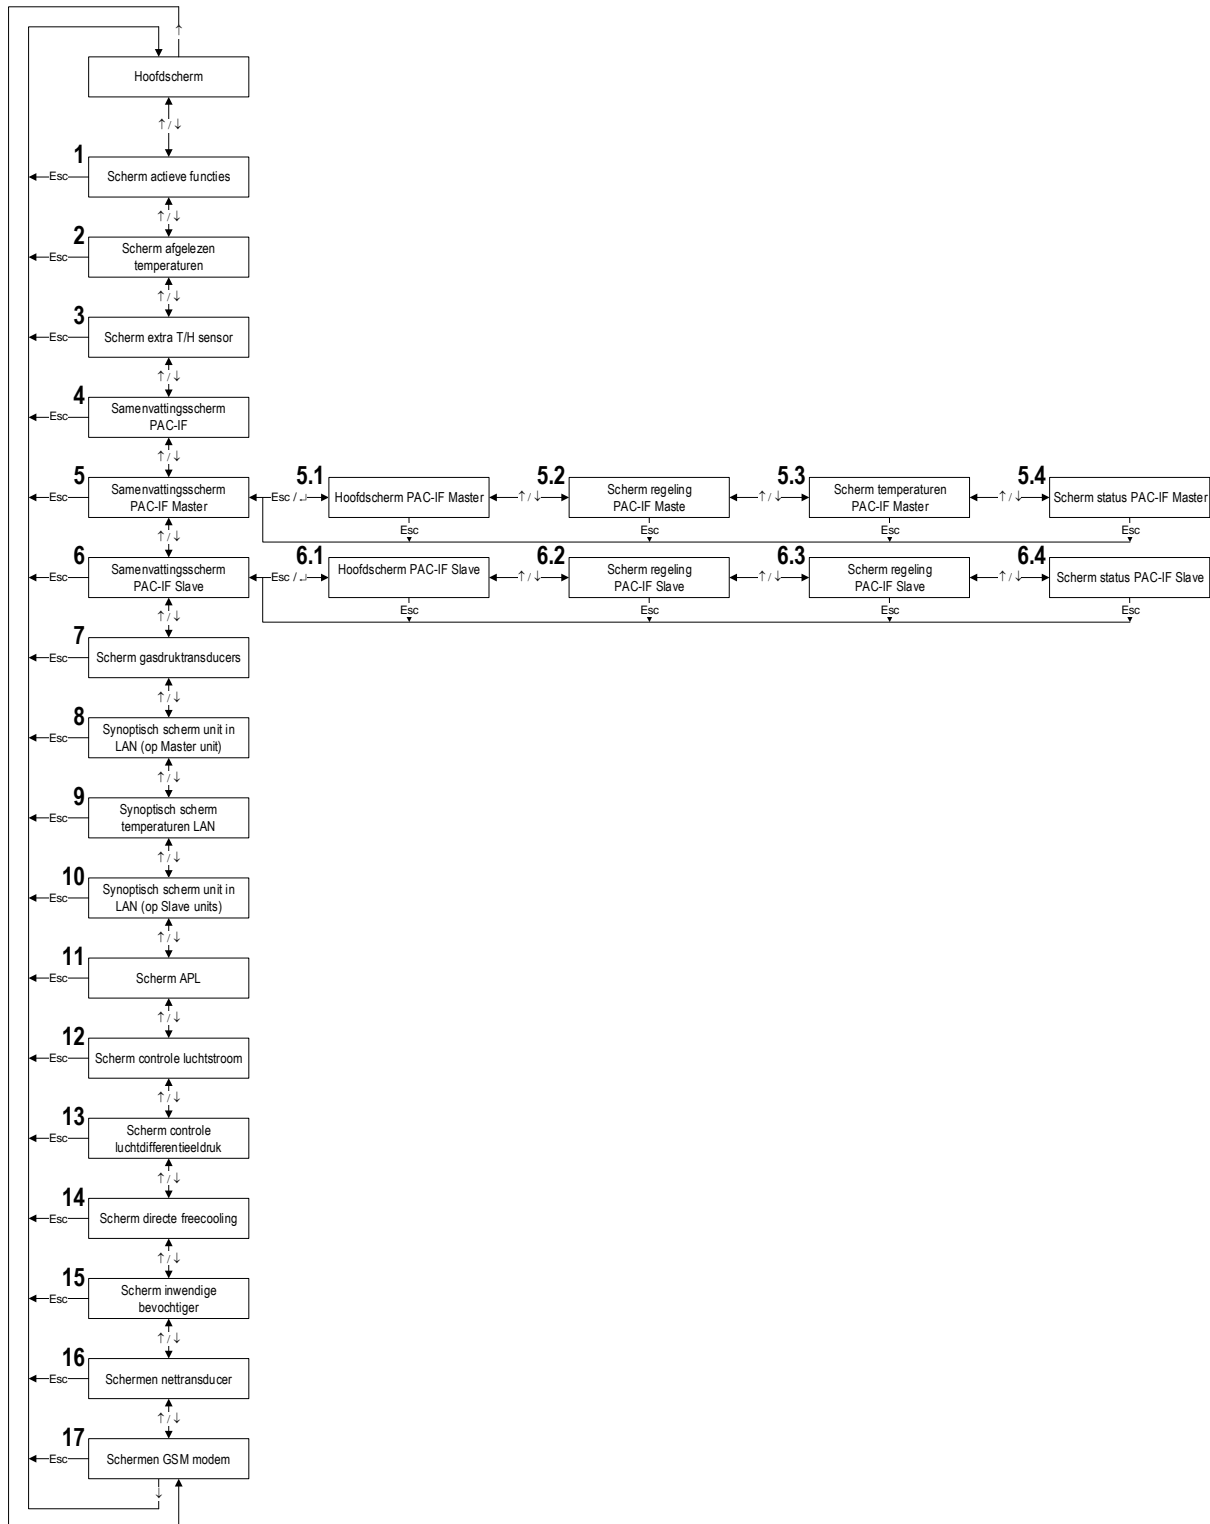 ↑
Hoofdscherm
↑ / ↓
1
Esc
Scherm actieve functies
↑ / ↓
2
Esc
Scherm afgelezen
temperaturen
↑ / ↓
3
Esc
Scherm extra T/H sensor
↑ / ↓
4
Esc
Samenvattingsscherm
PAC-IF
↑ / ↓
5
Esc
Samenvattingsscherm
PAC-IF Master
Esc / ↵
5.1
Hoofdscherm PAC-IF Master
Esc
↑ / ↓
5.2
Scherm regeling
PAC-IF Maste
Esc
↑ / ↓
5.3
Scherm temperaturen
PAC-IF Master
Esc
↑ / ↓
5.4
Scherm status PAC-IF Master
Esc
↑ / ↓
6
Esc
Samenvattingsscherm
PAC-IF Slave
Esc / ↵
6.1
Hoofdscherm PAC-IF Slave
Esc
↑ / ↓
6.2
Scherm regeling
PAC-IF Slave
Esc
↑ / ↓
6.3
Scherm regeling
PAC-IF Slave
Esc
↑ / ↓
6.4
Scherm status PAC-IF Slave
Esc
↑ / ↓
7
Esc
Scherm gasdruktransducers
↑ / ↓
8
Esc
Synoptisch scherm unit in
LAN (op Master unit)
↑ / ↓
9
Esc
Synoptisch scherm
temperaturen LAN
↑ / ↓
10
Esc
Synoptisch scherm unit in
LAN (op Slave units)
↑ / ↓
11
Esc
Scherm APL
↑ / ↓
12
Esc
Scherm controle luchtstroom
↑ / ↓
13
Esc
Scherm controle
luchtdifferentieeldruk
↑ / ↓
14
Esc
Scherm directe freecooling
↑ / ↓
15
Esc
Scherm inwendige
bevochtiger
↑ / ↓
16
Esc
Schermen nettransducer
↑ / ↓
17
Esc
Schermen GSM modem
↓